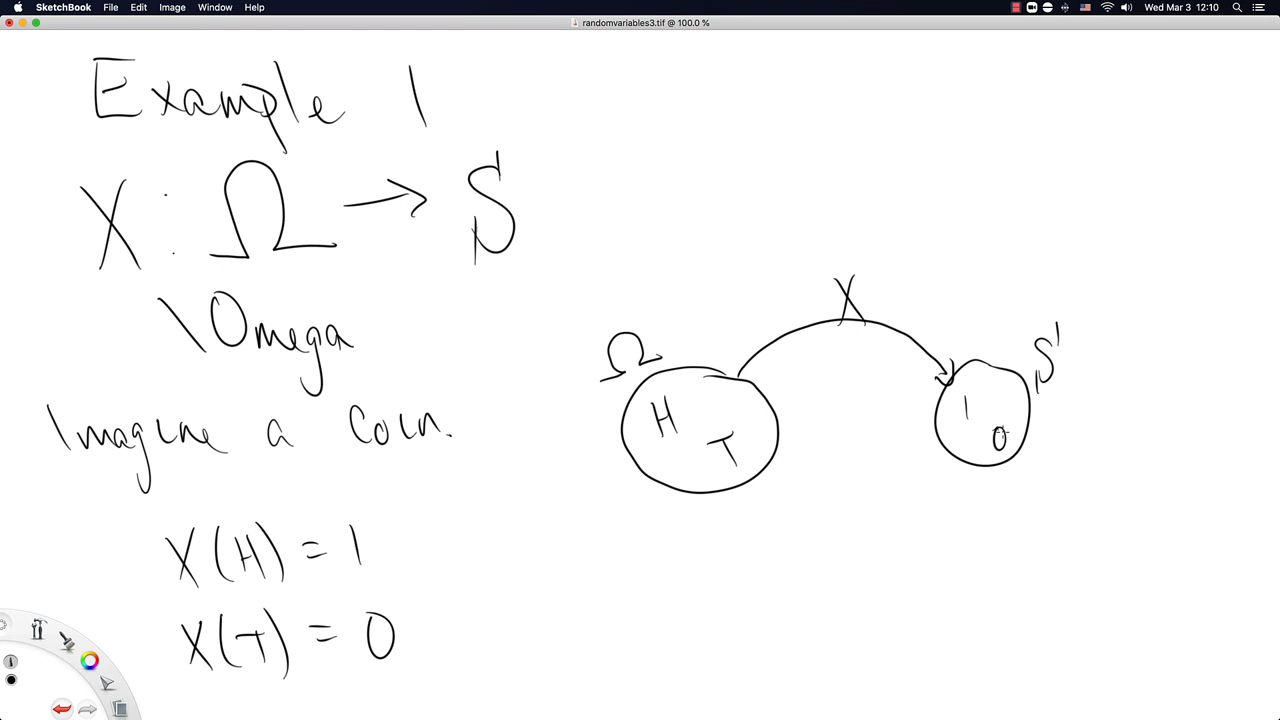 SketchBook File Edit Image Window Help Wed Mar 3 12:10
randomvariables3.tif @ 100.0 %
Example 1
X : Ω → S
\Omega
Imagine a coin.
X(H) = 1
X(T) = 0
X
Ω
S
H
T
1
0